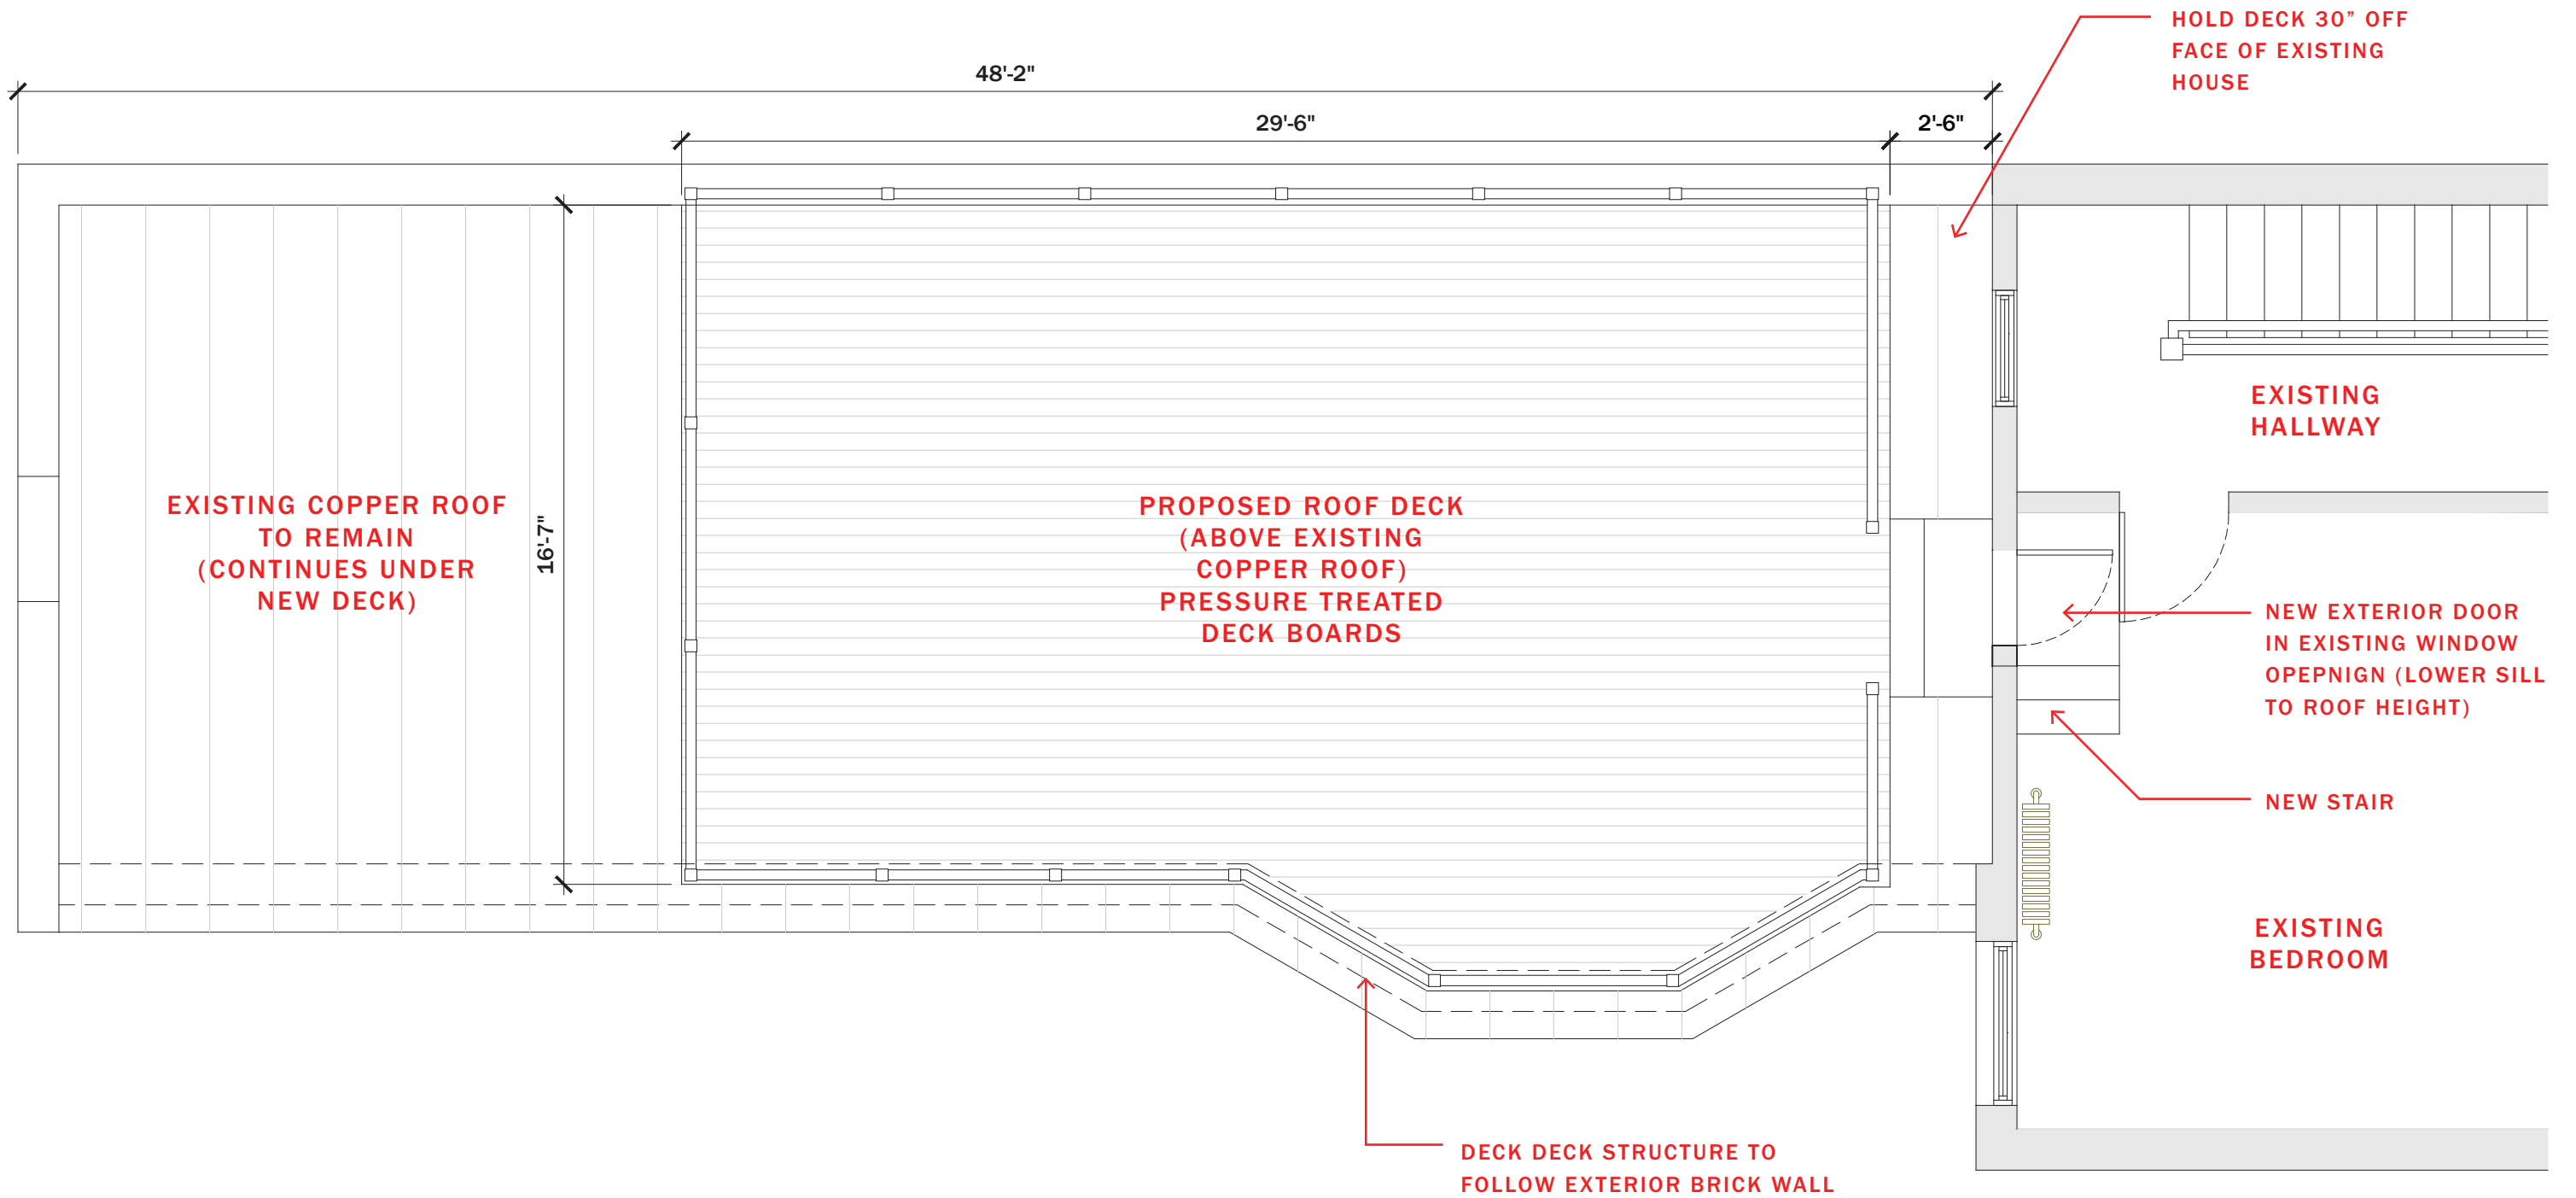 HOLD DECK 30” OFF
FACE OF EXISTING
HOUSE
48'-2"
29'-6"
2'-6"
EXISTING
HALLWAY
EXISTING COPPER ROOF
TO REMAIN
(CONTINUES UNDER
NEW DECK)
16'-7"
PROPOSED ROOF DECK
(ABOVE EXISTING
COPPER ROOF)
PRESSURE TREATED
DECK BOARDS
NEW EXTERIOR DOOR
IN EXISTING WINDOW
OPEPNIGN (LOWER SILL
TO ROOF HEIGHT)
NEW STAIR
EXISTING
BEDROOM
DECK DECK STRUCTURE TO
FOLLOW EXTERIOR BRICK WALL